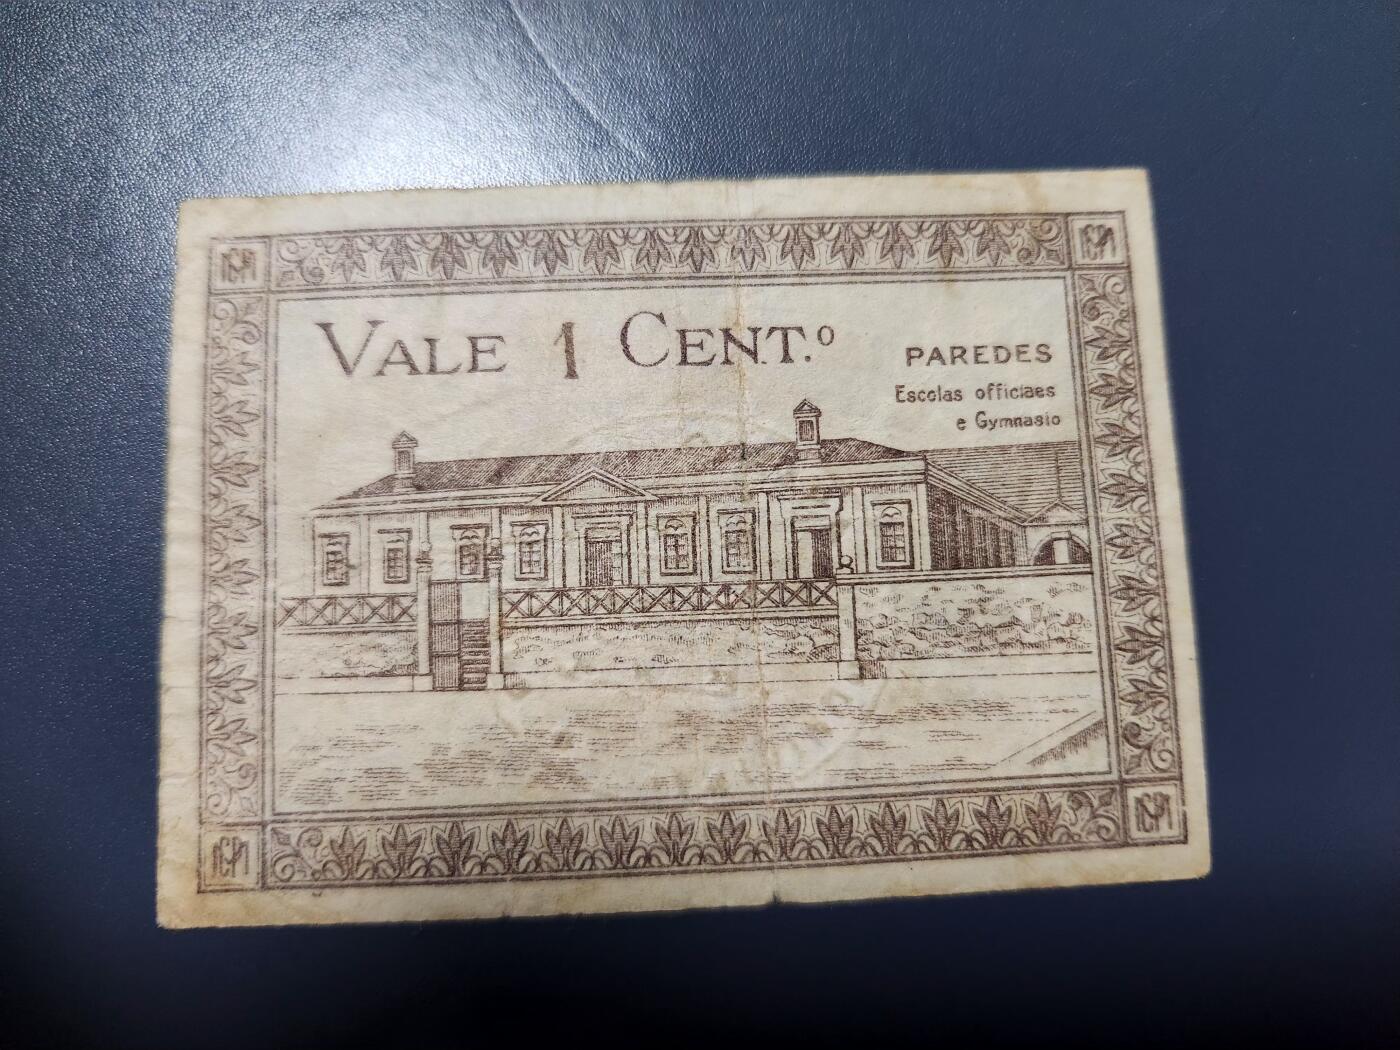 VALE 1 CENT.º
PAREDES
Escolas officiaes
e Gymnasio